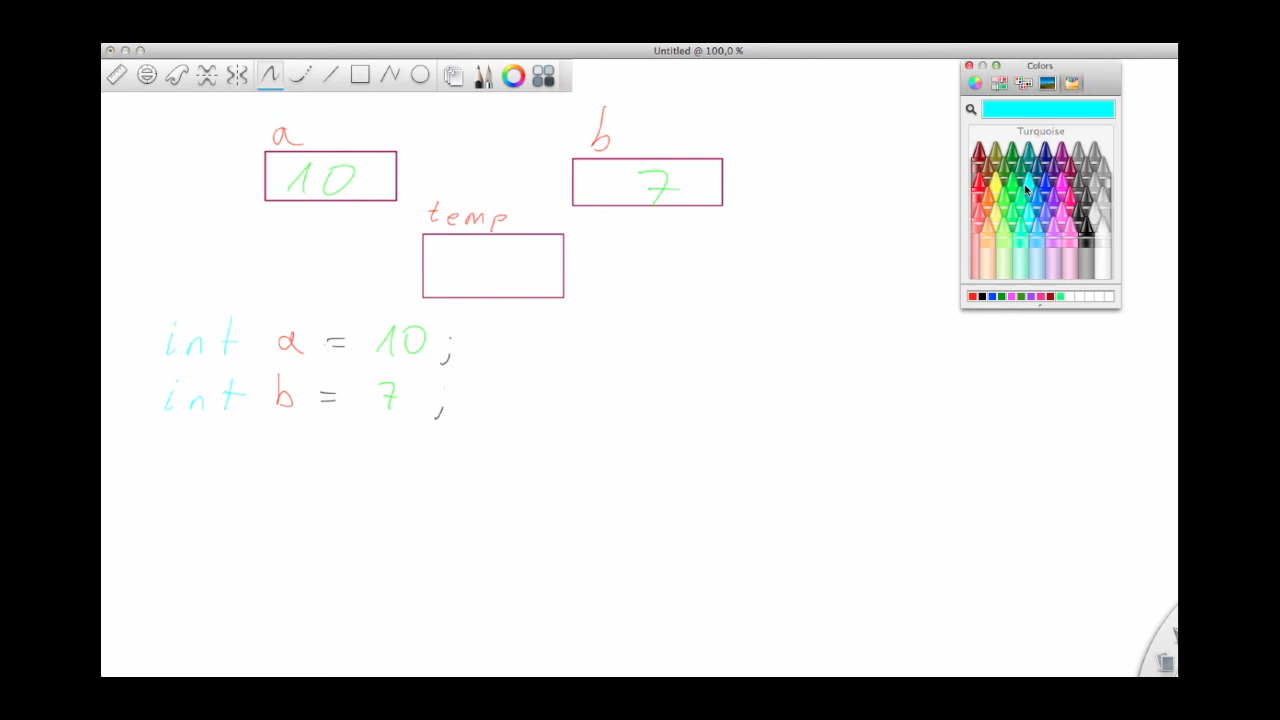 Untitled @ 100,0 %
Colors
Turquoise
a
b
10
7
temp
int a = 10 ;
int b = 7 ;